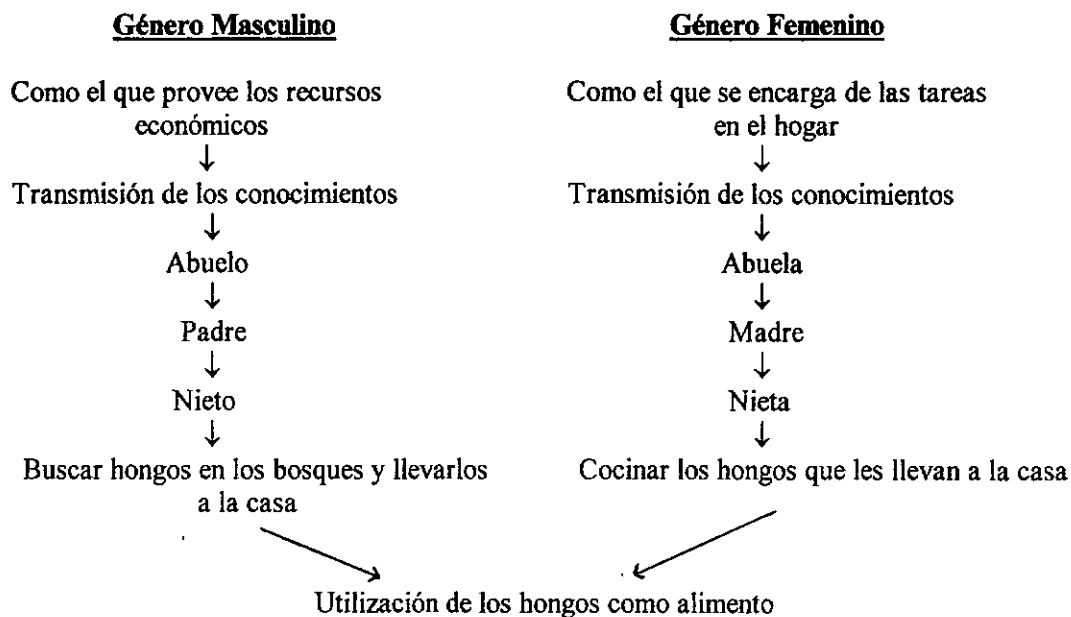 Género Masculino
Como el que provee los recursos
económicos
↓
Transmisión de los conocimientos
↓
Abuelo
↓
Padre
↓
Nieto
↓
Buscar hongos en los bosques y llevarlos
a la casa
Género Femenino
Como el que se encarga de las tareas
en el hogar
↓
Transmisión de los conocimientos
↓
Abuela
↓
Madre
↓
Nieta
↓
Cocinar los hongos que les llevan a la casa
Utilización de los hongos como alimento